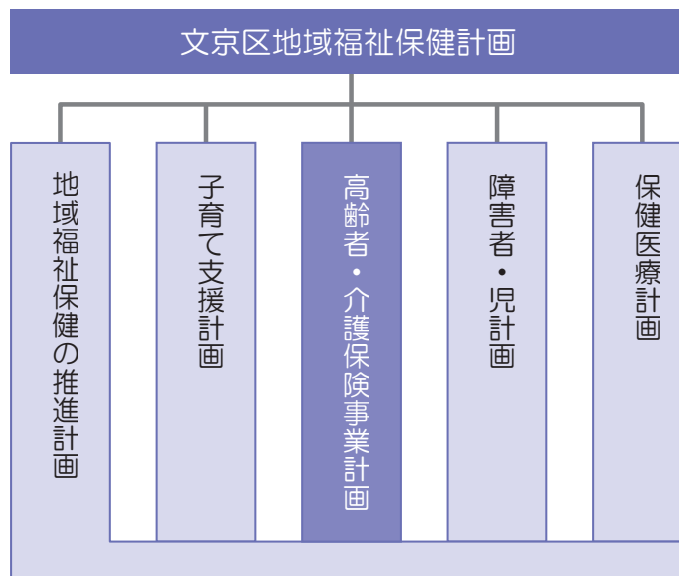 文京区地域福祉保健計画
地域福祉保健の推進計画
子育て支援計画
高齢者・介護保険事業計画
障害者・児計画
保健医療計画